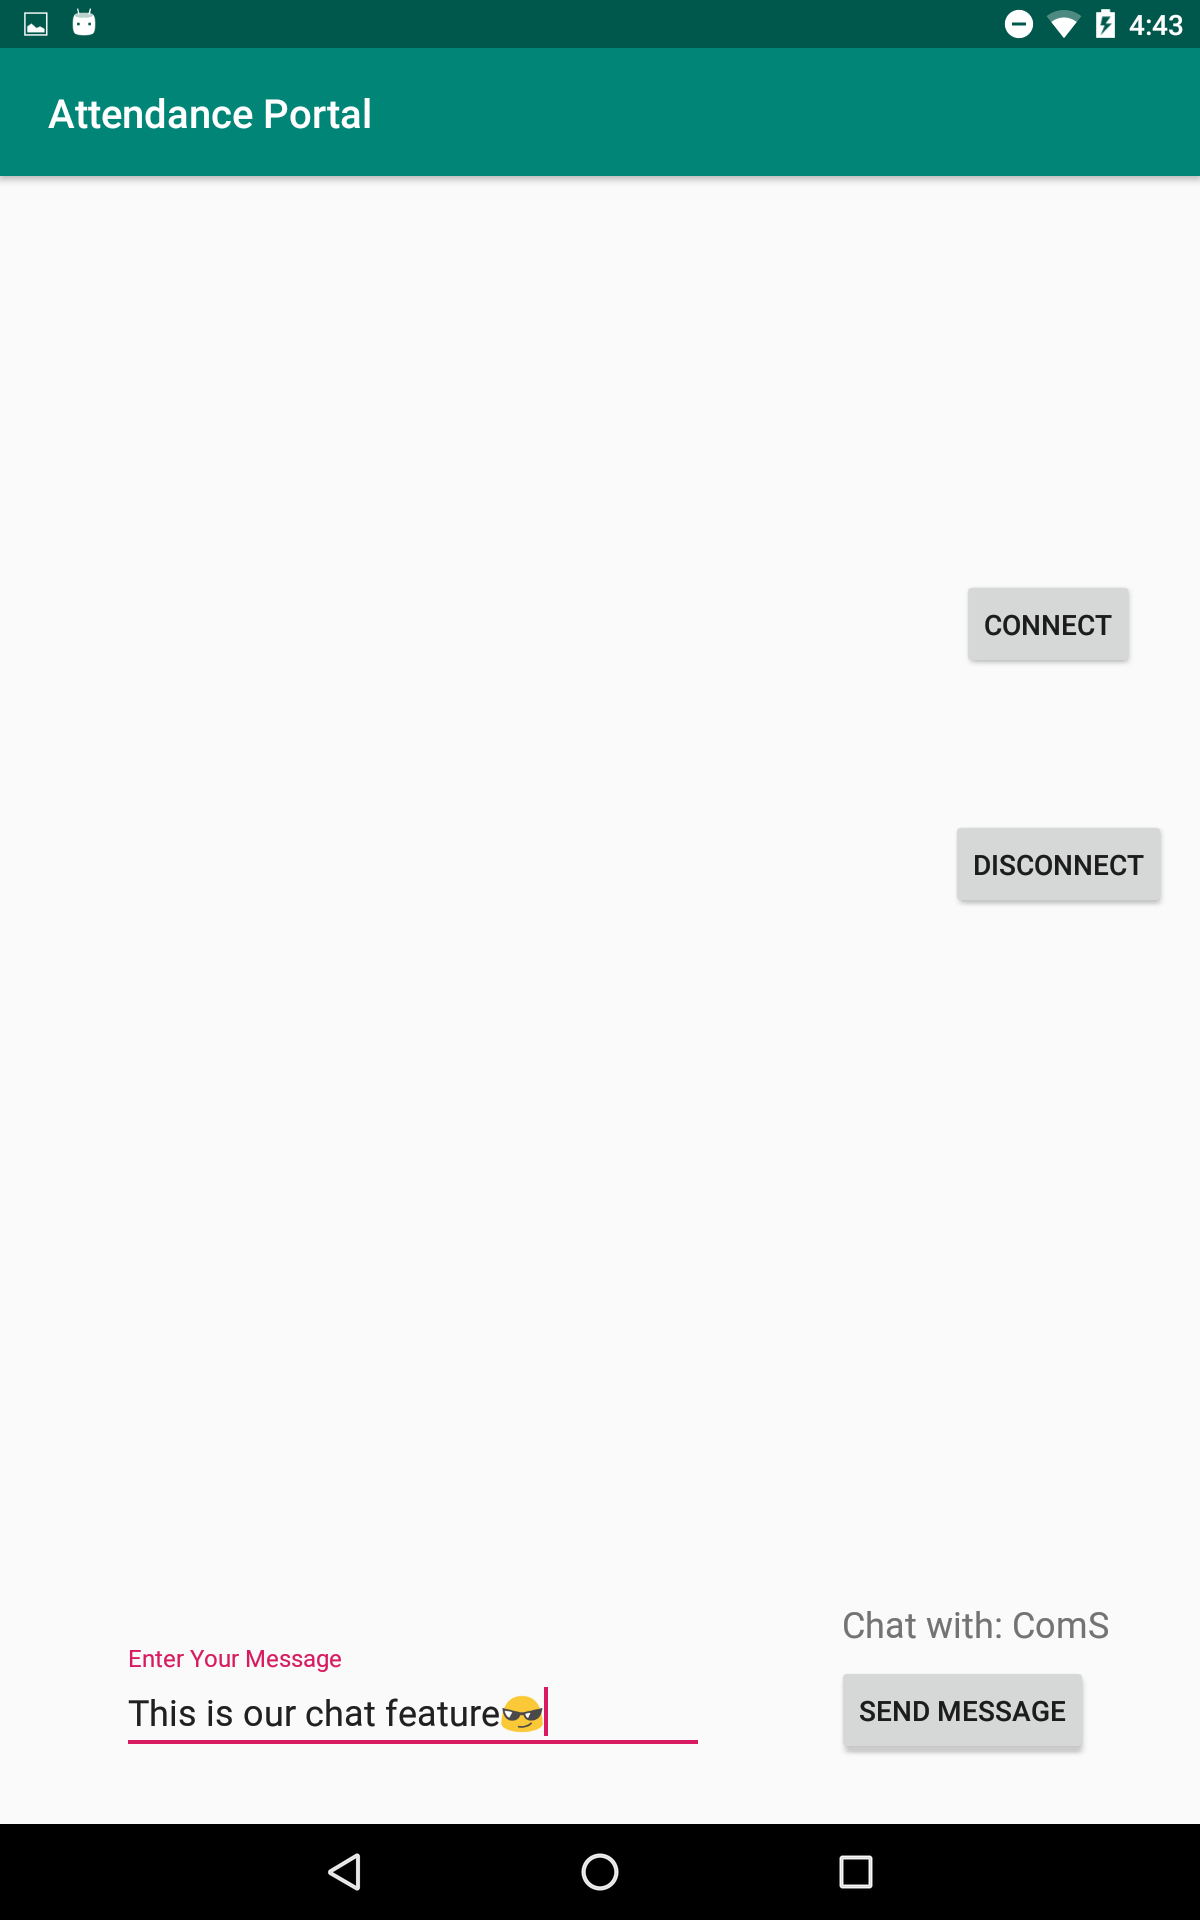 4:43
Attendance Portal
CONNECT
DISCONNECT
Chat with: ComS
Enter Your Message
This is our chat feature😎
SEND MESSAGE